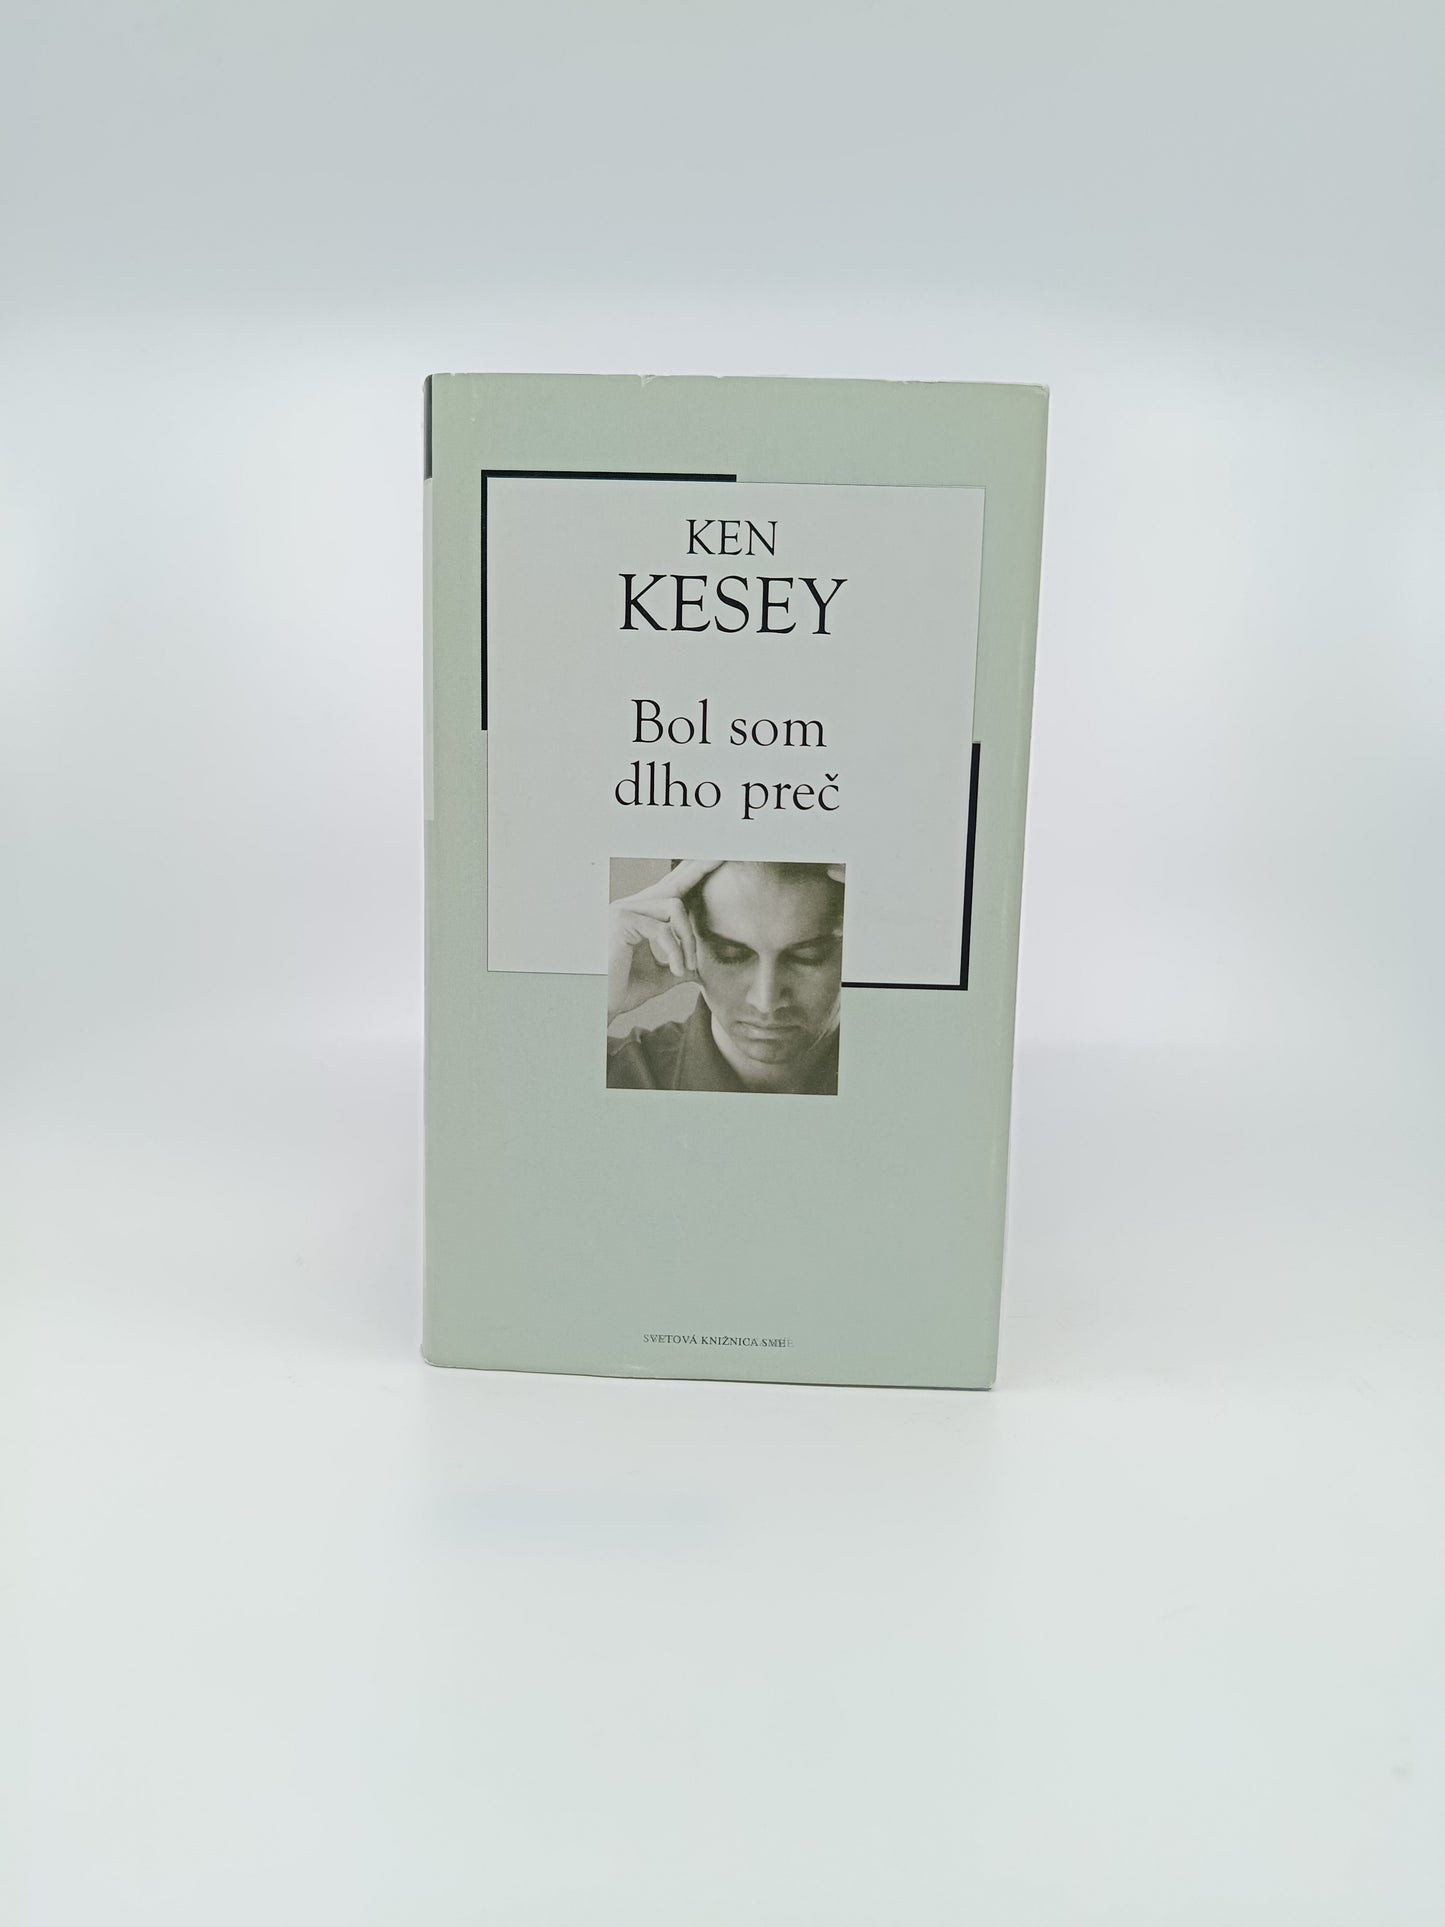 KEN
KESEY
Bol som
dlho preč
SVETOVÁ KNIŽNICA SME